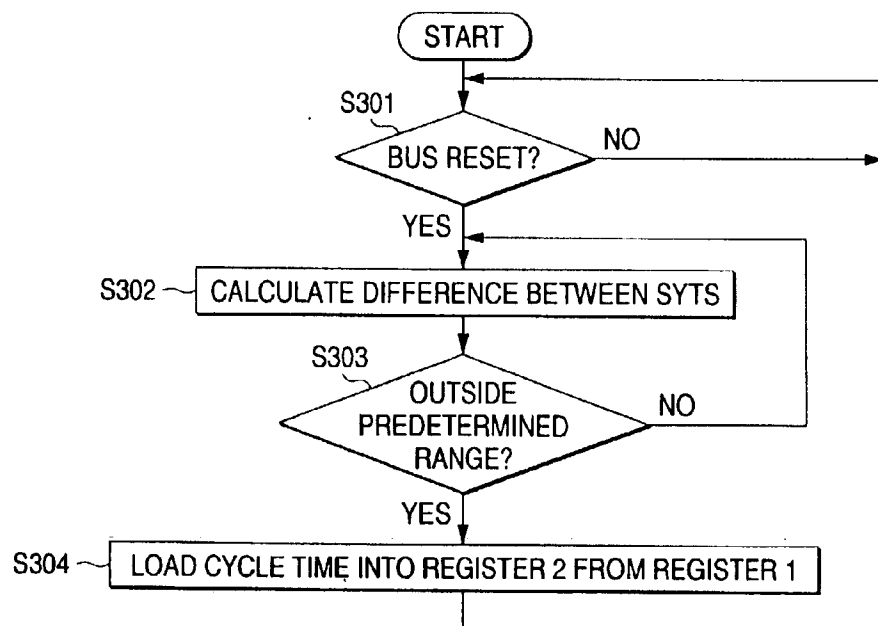 START
S301
BUS RESET?
NO
YES
S302
CALCULATE DIFFERENCE BETWEEN SYTS
S303
OUTSIDE
PREDETERMINED
RANGE?
NO
YES
S304
LOAD CYCLE TIME INTO REGISTER 2 FROM REGISTER 1